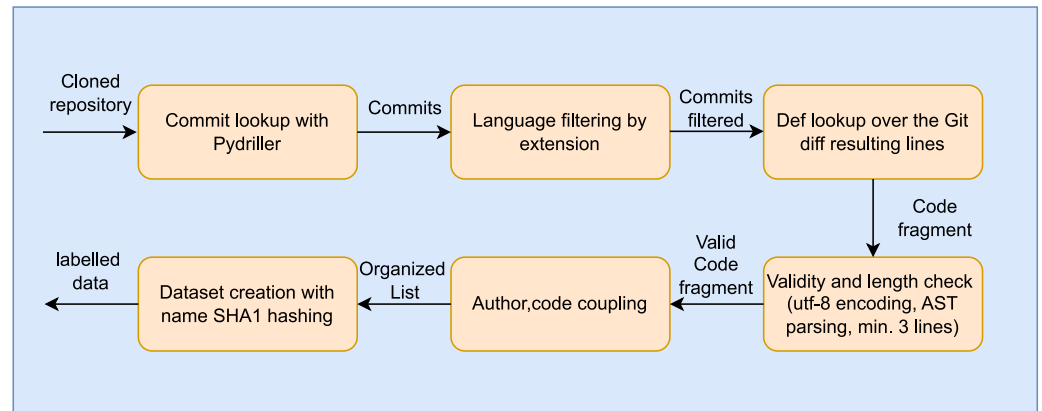 Cloned
repository
Commit lookup with
Pydriller
Commits
Language filtering by
extension
Commits
filtered
Def lookup over the Git
diff resulting lines
Code
fragment
Validity and length check
(utf-8 encoding, AST
parsing, min. 3 lines)
Valid
Code
fragment
Author,code coupling
Organized
List
Dataset creation with
name SHA1 hashing
labelled
data